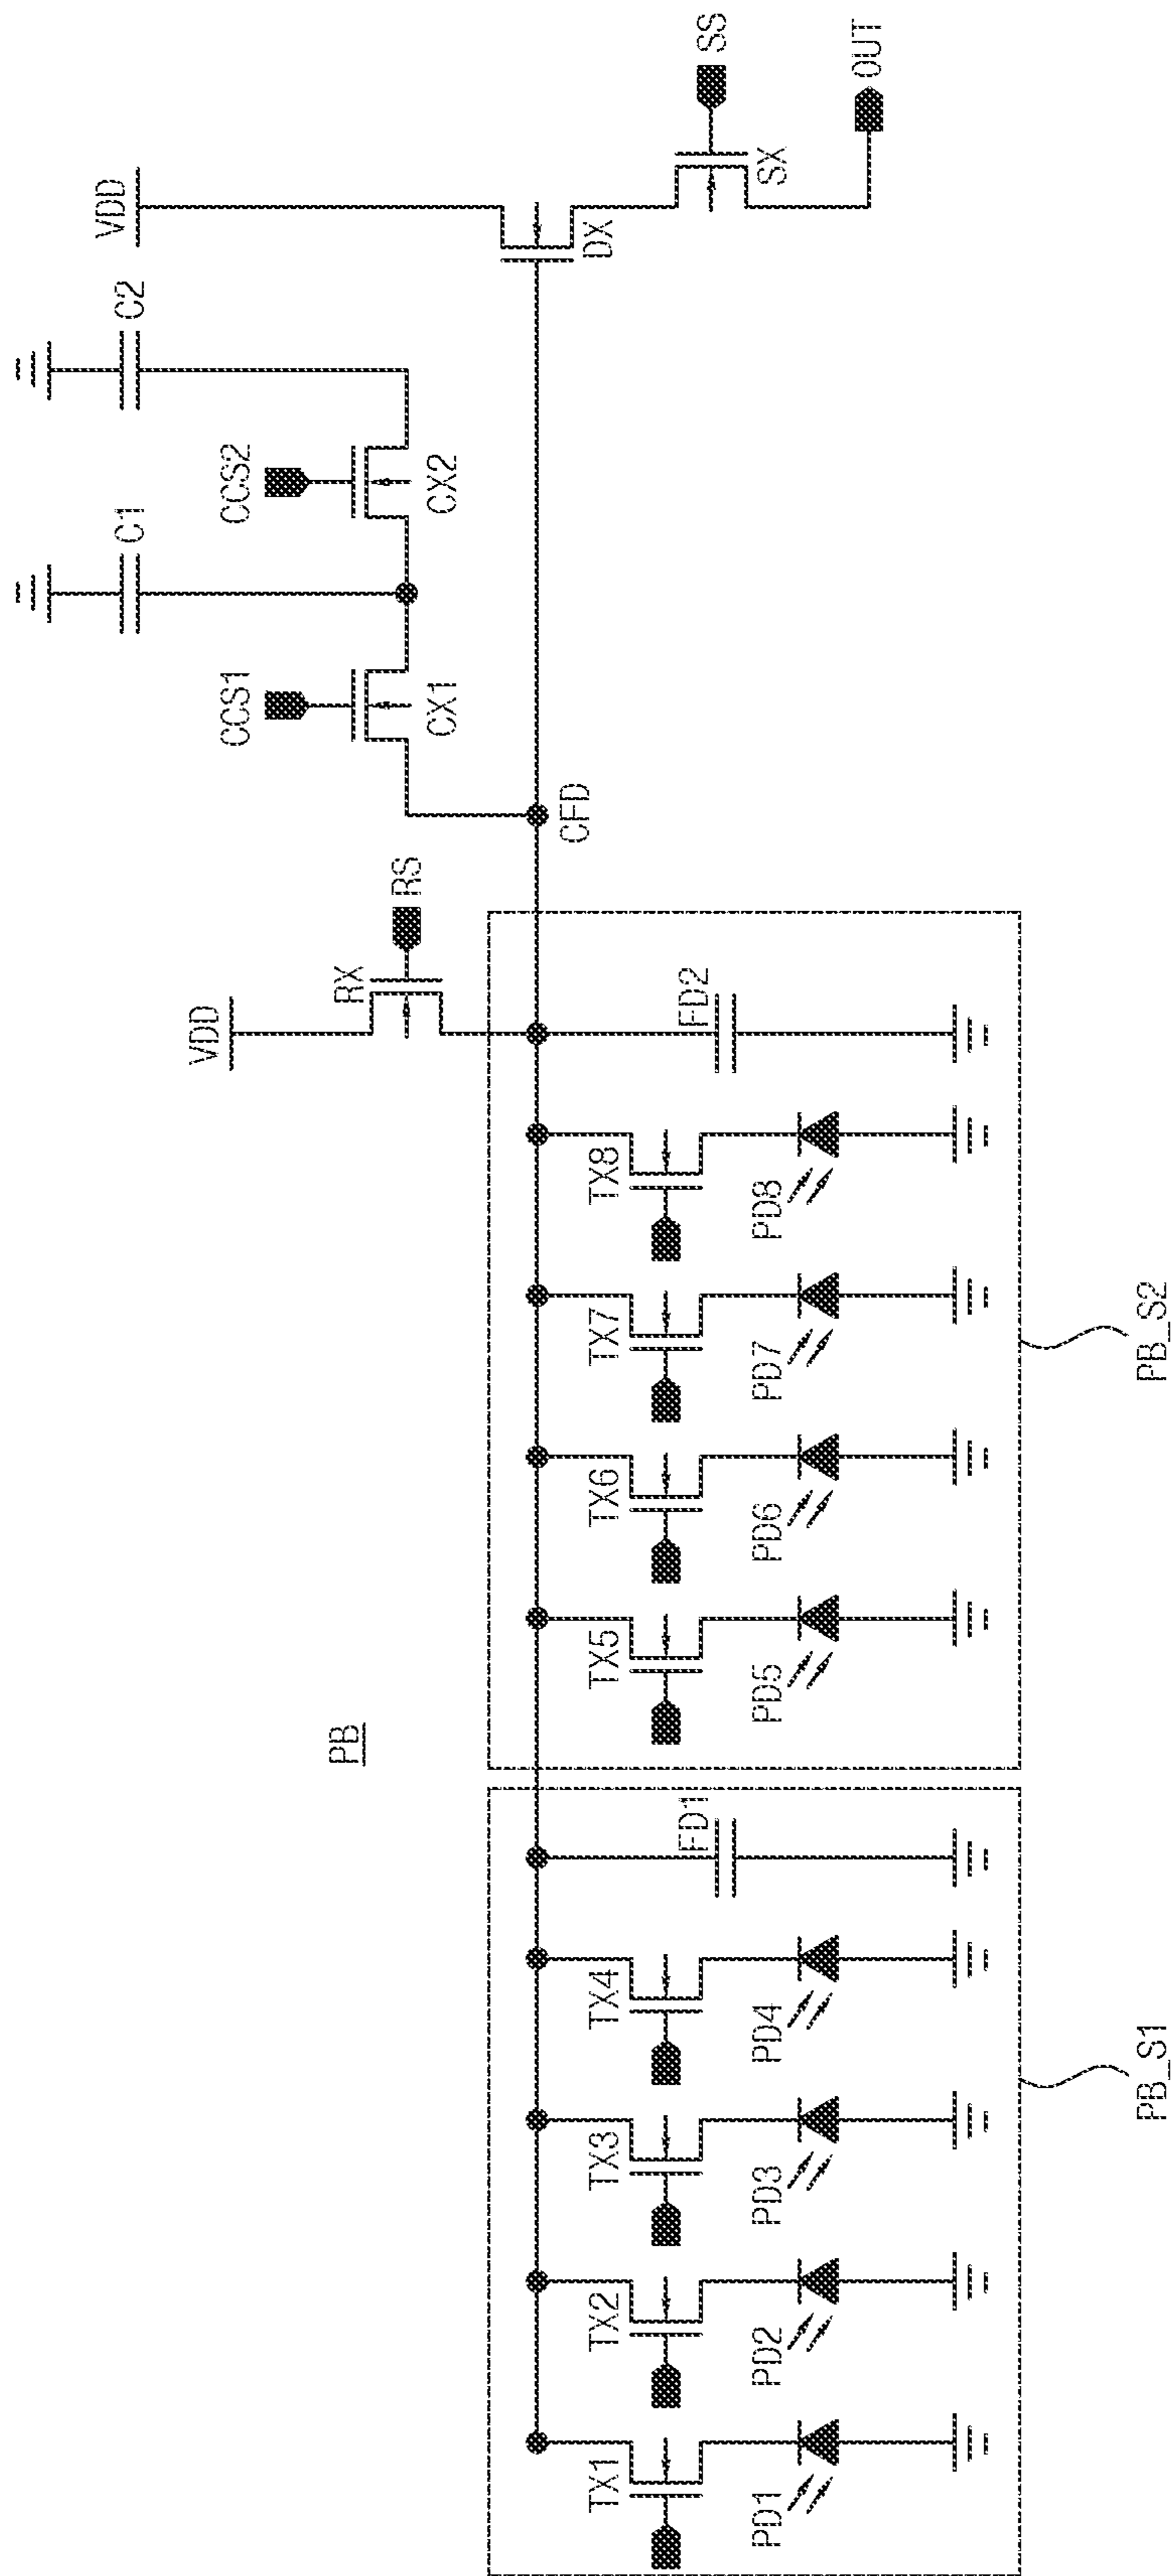 PB
VDD
VDD
C1
C2
CCS1
CCS2
CX1
CX2
RX
RS
CFD
DX
SS
SX
OUT
TX1
TX2
TX3
TX4
FD1
TX5
TX6
TX7
TX8
FD2
PD1
PD2
PD3
PD4
PD5
PD6
PD7
PD8
PB_S1
PB_S2